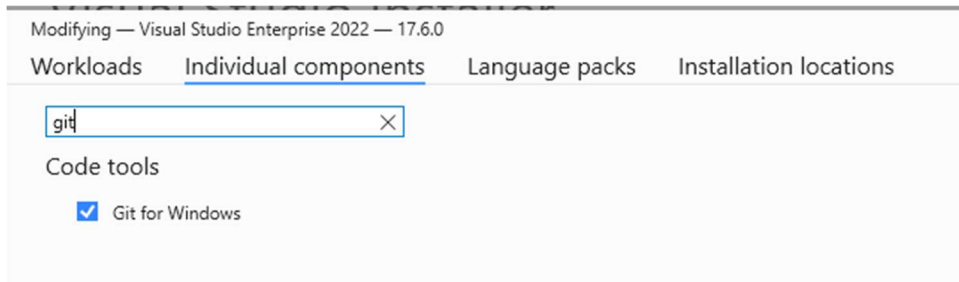 Modifying — Visual Studio Enterprise 2022 — 17.6.0
Workloads Individual components Language packs Installation locations
git
Code tools
Git for Windows